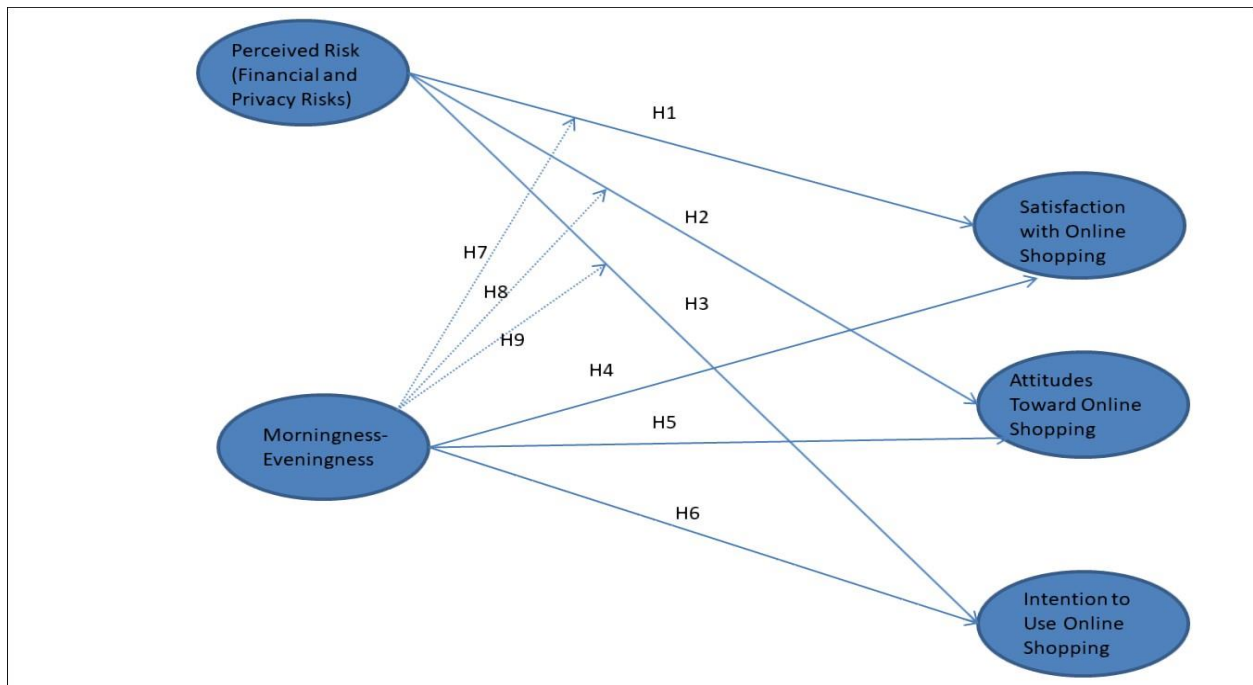 Perceived Risk
(Financial and
Privacy Risks)
H1
Satisfaction
with Online
Shopping
H2
H7
H8
H3
H9
H4
Attitudes
Toward Online
Shopping
H5
Morningness-
Eveningness
H6
Intention to
Use Online
Shopping